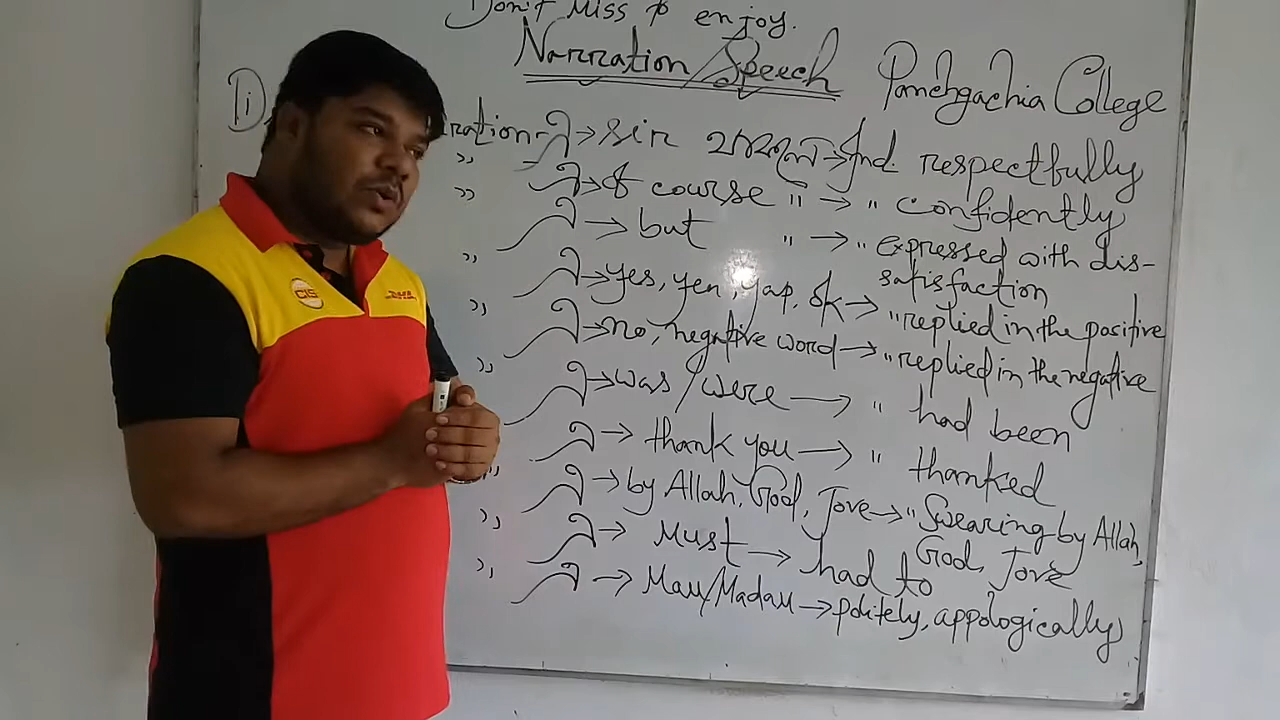 Don't Miss & enjoy.
Narration/Speech Panchgachia College
Di ration-এ → sir থাকলে → Ind. respectfully
" এ → of course " → " confidently
" এ → but " → " expressed with dis-
satisfaction
" এ → yes, yen, yap, ok → " replied in the positive
" এ → no, negative word → " replied in the negative
" এ → was/were → " had been
এ → thank you → " thanked
" এ → by Allah, God, Jove → " Swearing by Allah,
God, Jove
" এ → Must → had to
" এ → Mam/Madam → politely, appologically
CIS